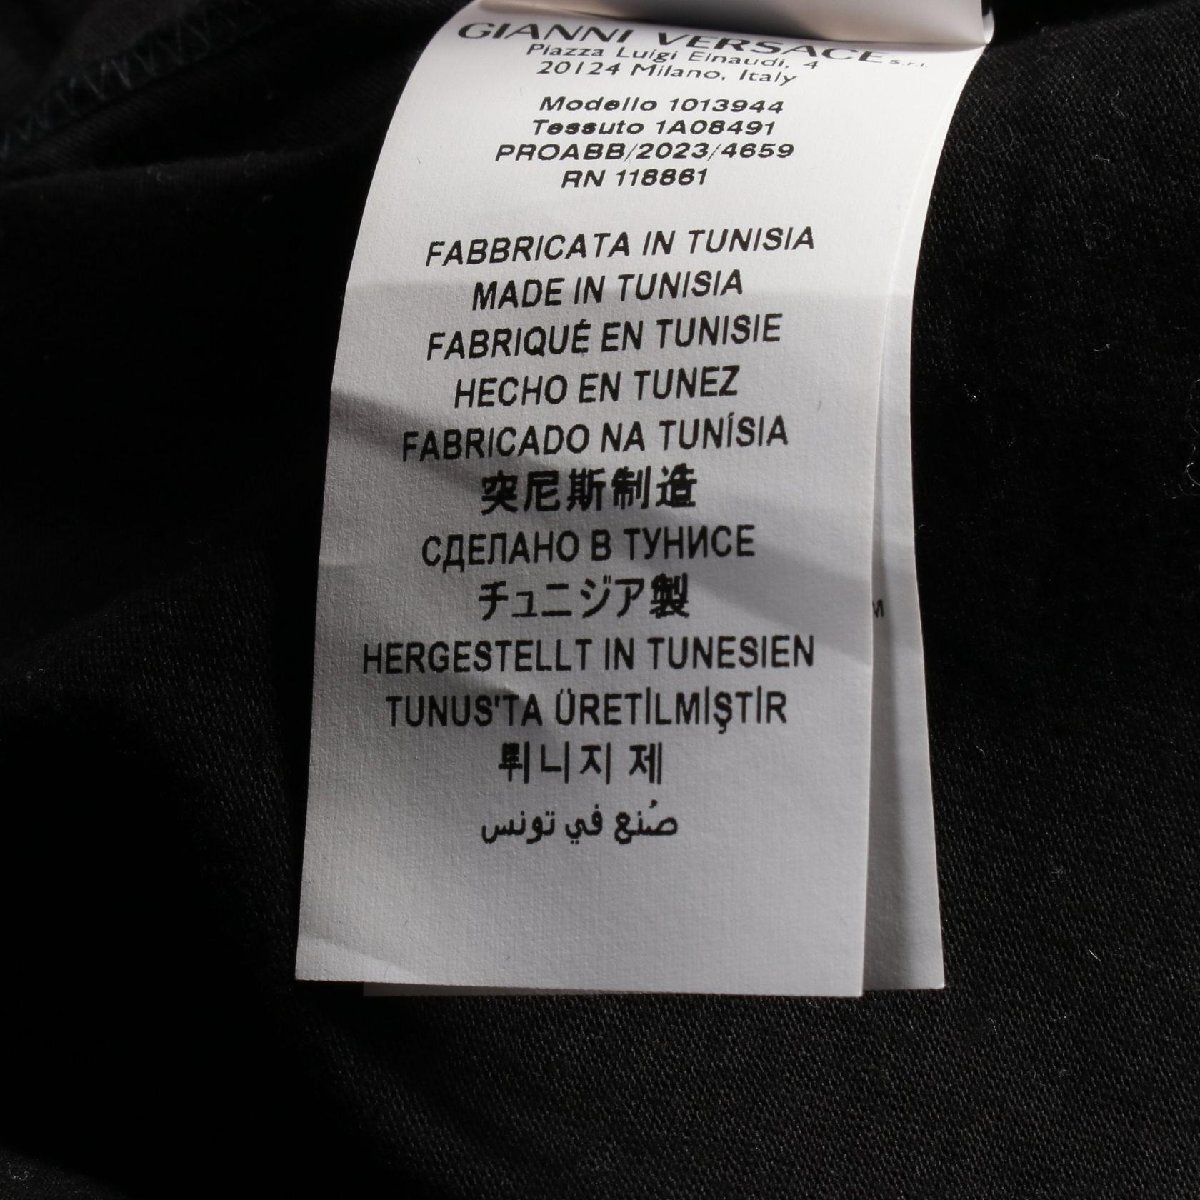 GIANNI VERSACE s.r.l.
Piazza Luigi Einaudi, 4
20124 Milano, Italy
Modello 1013944
Tessuto 1A08491
PROABB/2023/4659
RN 118861
FABBRICATA IN TUNISIA
MADE IN TUNISIA
FABRIQUÉ EN TUNISIE
HECHO EN TUNEZ
FABRICADO NA TUNÍSIA
突尼斯制造
СДЕЛАНО В ТУНИСЕ
チュニジア製
HERGESTELLT IN TUNESIEN
TUNUS'TA ÜRETİLMİŞTİR
튀니지 제
صُنع في تونس
M